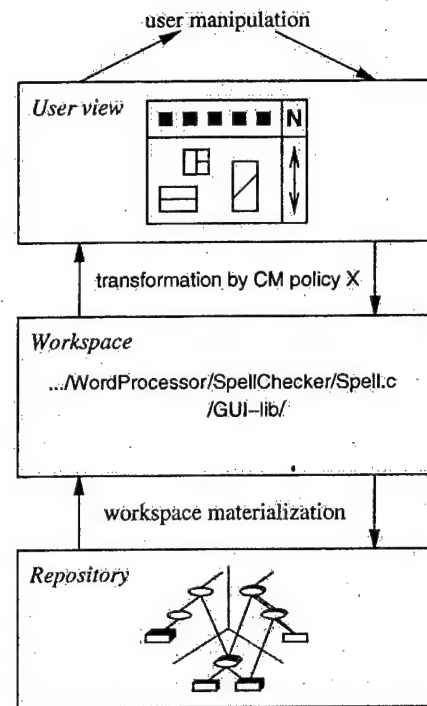 user manipulation
User view
N
transformation by CM policy X
Workspace
.../WordProcessor/SpellChecker/Spell.c
/GUI–lib/
workspace materialization
Repository